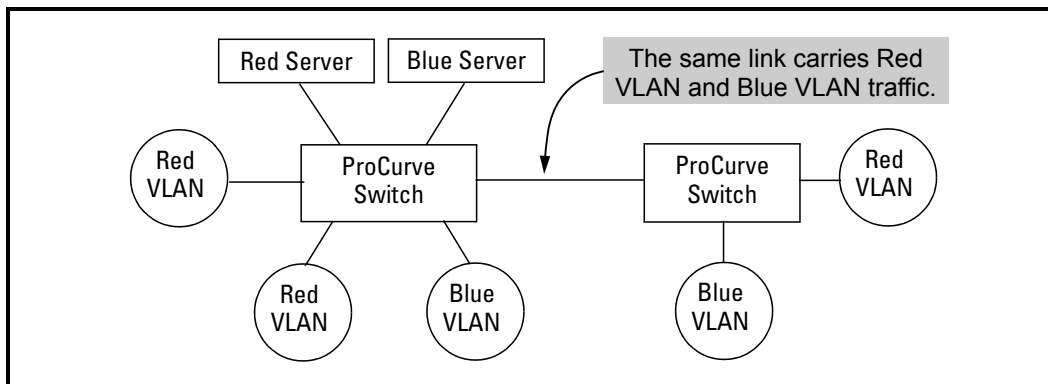 Red Server
Blue Server
The same link carries Red
VLAN and Blue VLAN traffic.
Red
VLAN
ProCurve
Switch
ProCurve
Switch
Red
VLAN
Red
VLAN
Blue
VLAN
Blue
VLAN